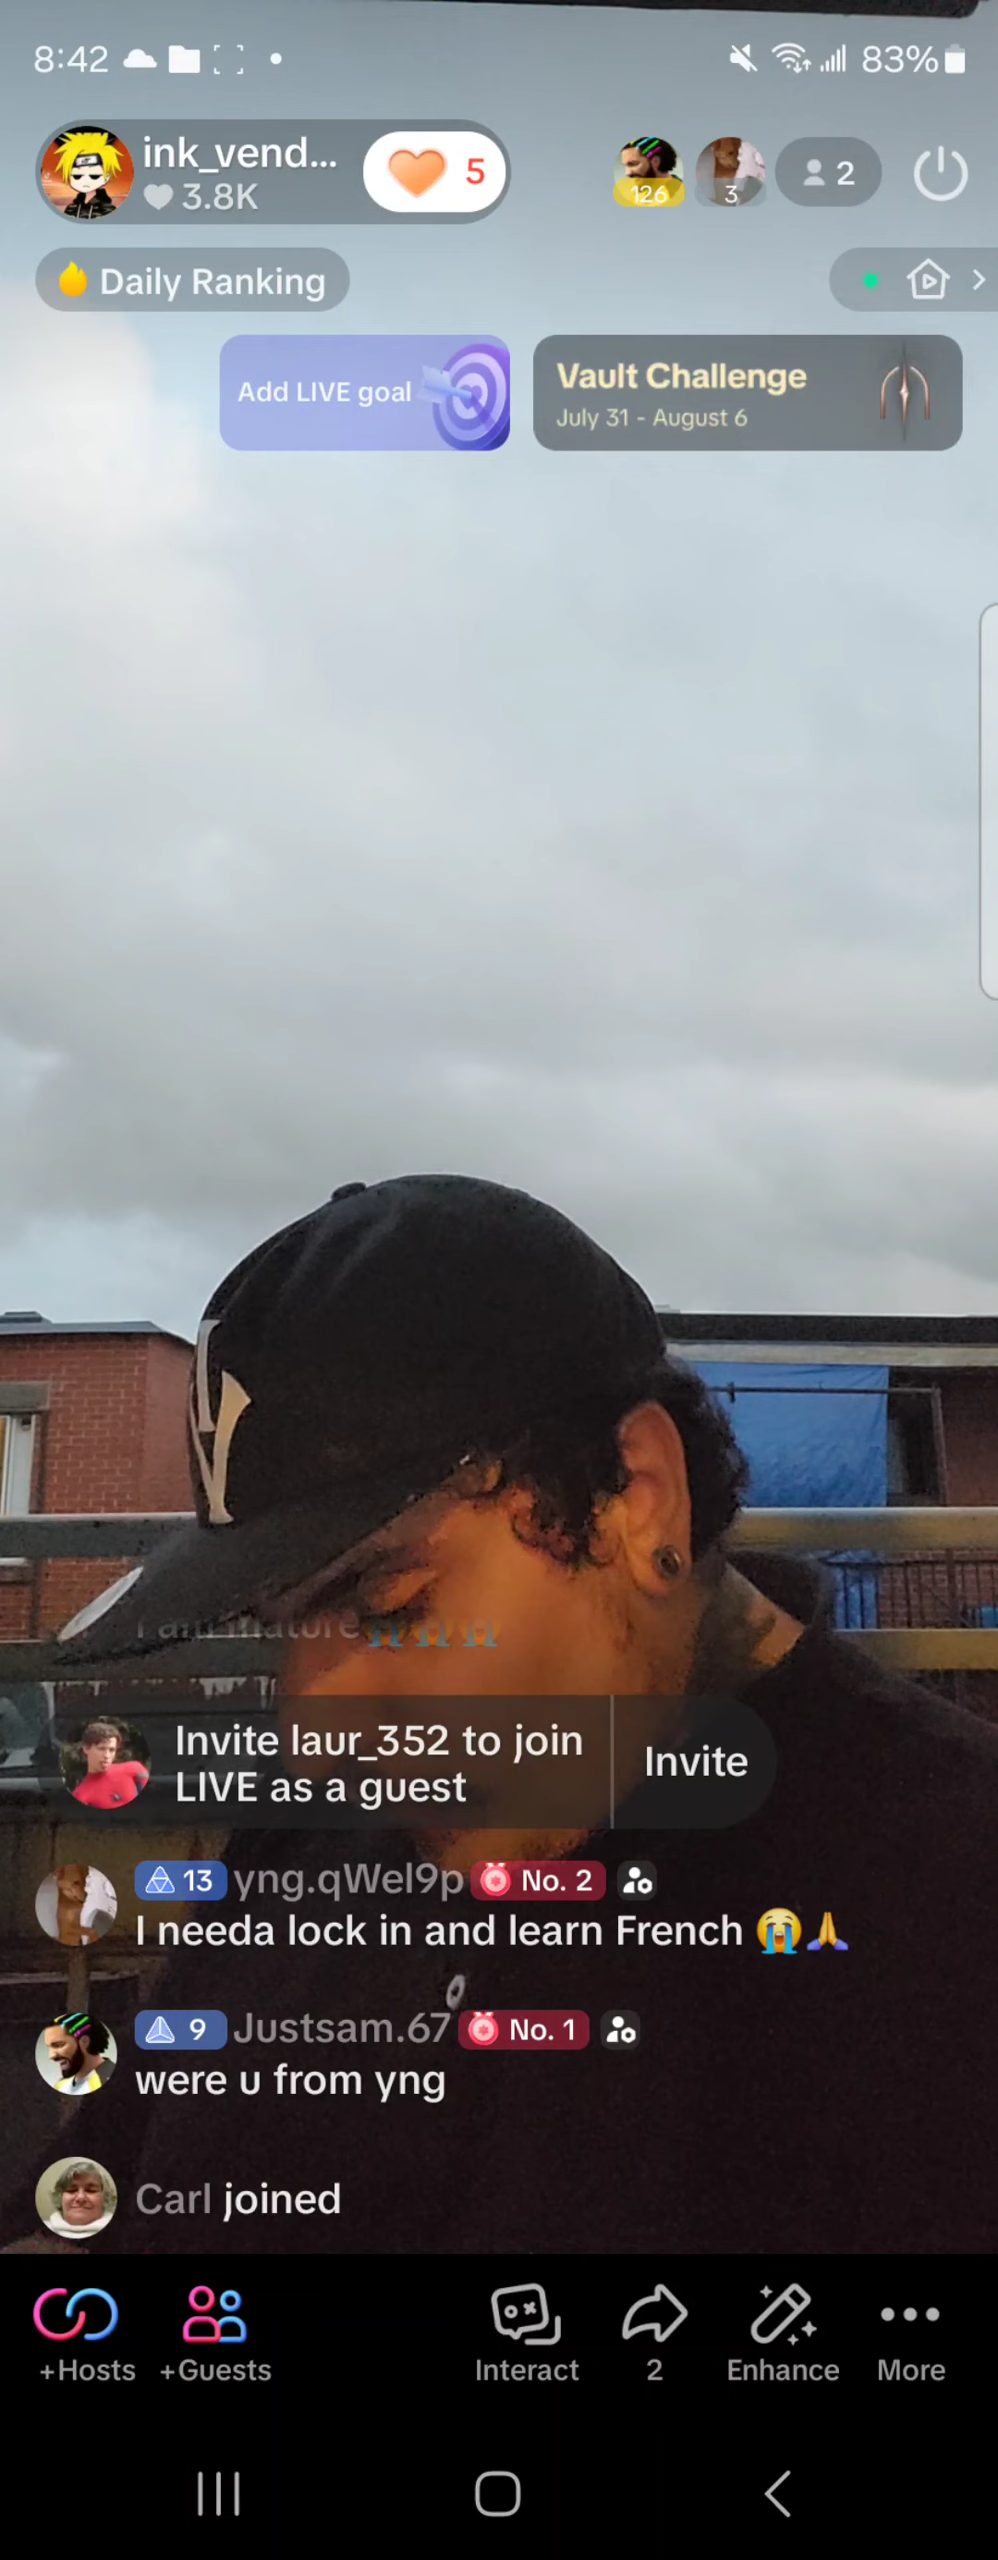 8:42
83%
ink_vend...
3.8K
5
126
3
2
Daily Ranking
Add LIVE goal
Vault Challenge
July 31 - August 6
I am mature😭😭😭
Invite laur_352 to join
LIVE as a guest
Invite
13 yng.qWel9p No. 2
I needa lock in and learn French 😭🙏
9 Justsam.67 No. 1
were u from yng
Carl joined
+Hosts
+Guests
Interact
2
Enhance
More